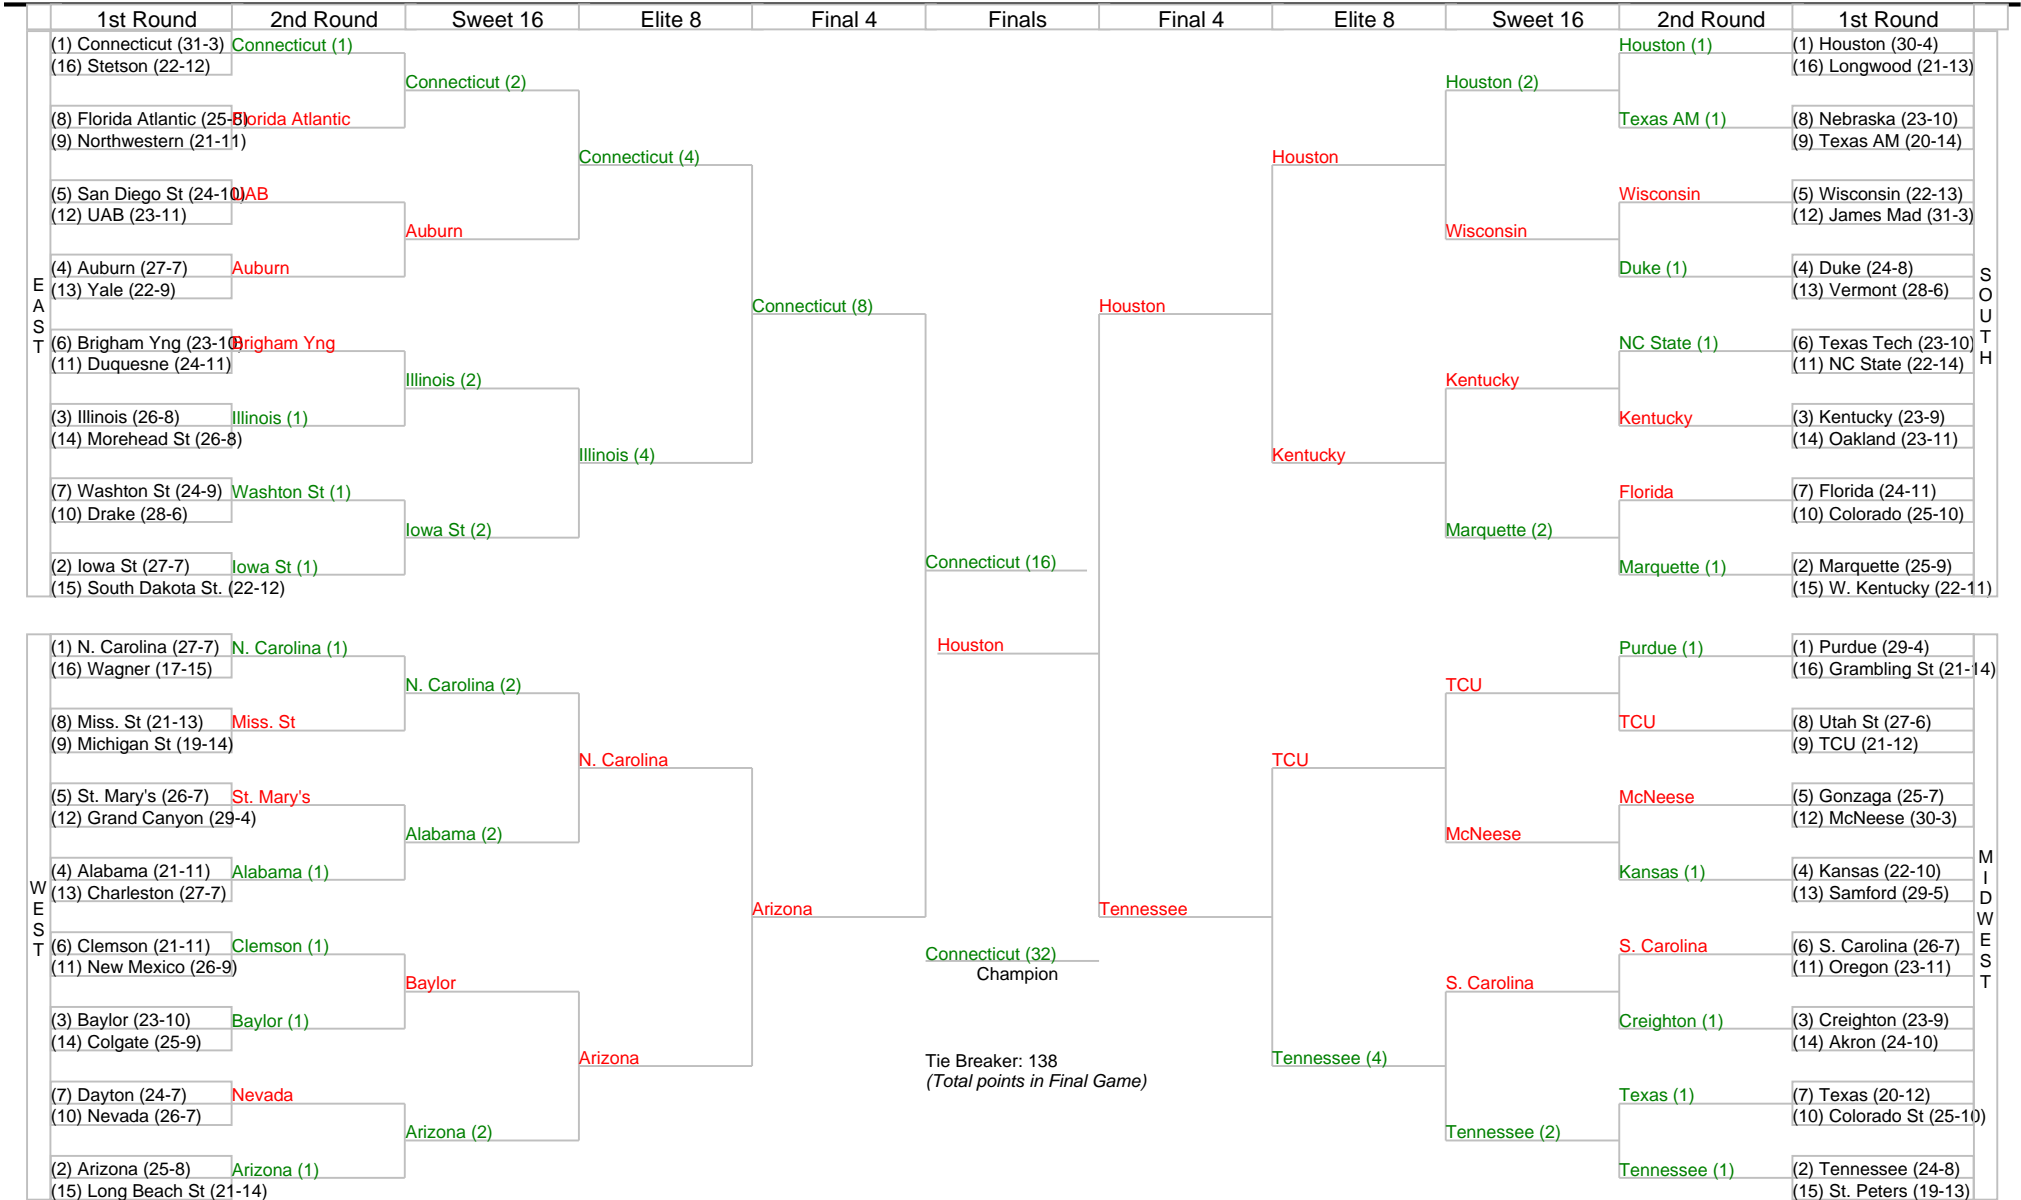 1st Round 2nd Round Sweet 16 Elite 8 Final 4 Finals Final 4 Elite 8 Sweet 16 2nd Round 1st Round
EAST
(1) Connecticut (31-3)
(16) Stetson (22-12)
(8) Florida Atlantic (25-8)
(9) Northwestern (21-11)
(5) San Diego St (24-10)
(12) UAB (23-11)
(4) Auburn (27-7)
(13) Yale (22-9)
(6) Brigham Yng (23-10)
(11) Duquesne (24-11)
(3) Illinois (26-8)
(14) Morehead St (26-8)
(7) Washton St (24-9)
(10) Drake (28-6)
(2) Iowa St (27-7)
(15) South Dakota St. (22-12)
Connecticut (1)
Florida Atlantic
UAB
Auburn
Brigham Yng
Illinois (1)
Washton St (1)
Iowa St (1)
Connecticut (2)
Auburn
Illinois (2)
Iowa St (2)
Connecticut (4)
Illinois (4)
Connecticut (8)
WEST
(1) N. Carolina (27-7)
(16) Wagner (17-15)
(8) Miss. St (21-13)
(9) Michigan St (19-14)
(5) St. Mary's (26-7)
(12) Grand Canyon (29-4)
(4) Alabama (21-11)
(13) Charleston (27-7)
(6) Clemson (21-11)
(11) New Mexico (26-9)
(3) Baylor (23-10)
(14) Colgate (25-9)
(7) Dayton (24-7)
(10) Nevada (26-7)
(2) Arizona (25-8)
(15) Long Beach St (21-14)
N. Carolina (1)
Miss. St
St. Mary's
Alabama (1)
Clemson (1)
Baylor (1)
Nevada
Arizona (1)
N. Carolina (2)
Alabama (2)
Baylor
Arizona (2)
N. Carolina
Arizona
Arizona
Connecticut (16)
Houston
Connecticut (32)
Champion
Tie Breaker: 138
(Total points in Final Game)
Houston
Houston
Kentucky
Houston (2)
Wisconsin
Kentucky
Marquette (2)
Houston (1)
Texas AM (1)
Wisconsin
Duke (1)
NC State (1)
Kentucky
Florida
Marquette (1)
(1) Houston (30-4)
(16) Longwood (21-13)
(8) Nebraska (23-10)
(9) Texas AM (20-14)
(5) Wisconsin (22-13)
(12) James Mad (31-3)
(4) Duke (24-8)
(13) Vermont (28-6)
(6) Texas Tech (23-10)
(11) NC State (22-14)
(3) Kentucky (23-9)
(14) Oakland (23-11)
(7) Florida (24-11)
(10) Colorado (25-10)
(2) Marquette (25-9)
(15) W. Kentucky (22-11)
SOUTH
Tennessee
TCU
Tennessee (4)
TCU
McNeese
S. Carolina
Tennessee (2)
Purdue (1)
TCU
McNeese
Kansas (1)
S. Carolina
Creighton (1)
Texas (1)
Tennessee (1)
(1) Purdue (29-4)
(16) Grambling St (21-14)
(8) Utah St (27-6)
(9) TCU (21-12)
(5) Gonzaga (25-7)
(12) McNeese (30-3)
(4) Kansas (22-10)
(13) Samford (29-5)
(6) S. Carolina (26-7)
(11) Oregon (23-11)
(3) Creighton (23-9)
(14) Akron (24-10)
(7) Texas (20-12)
(10) Colorado St (25-10)
(2) Tennessee (24-8)
(15) St. Peters (19-13)
MIDWEST